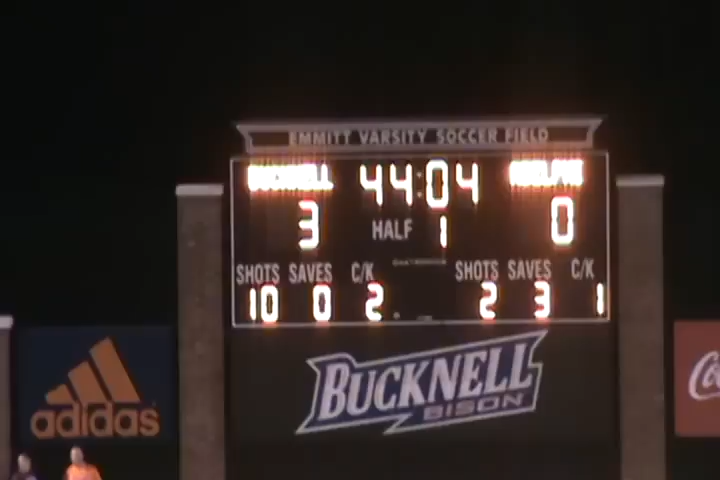 EMMITT VARSITY SOCCER FIELD
BUCKNELL 44:04
3 HALF 1 0
SHOTS SAVES C/K SHOTS SAVES C/K
10 0 2 2 3 1
BUCKNELL
BISON
adidas